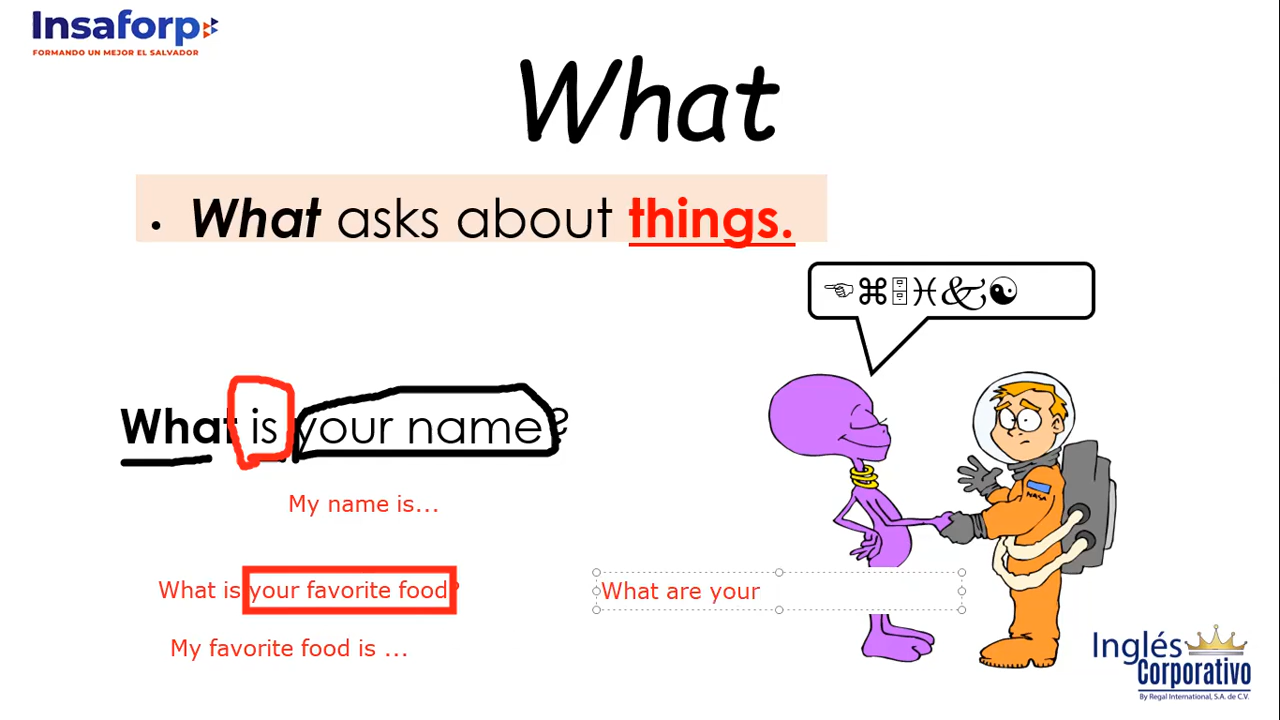 Insaforp
FORMANDO UN MEJOR EL SALVADOR
What
• What asks about things.
☜⌘🗄♓🙰☯
What is your name?
My name is...
What is your favorite food?
What are your
My favorite food is ...
NASA
Inglés
Corporativo
By Regal International, S.A. de C.V.